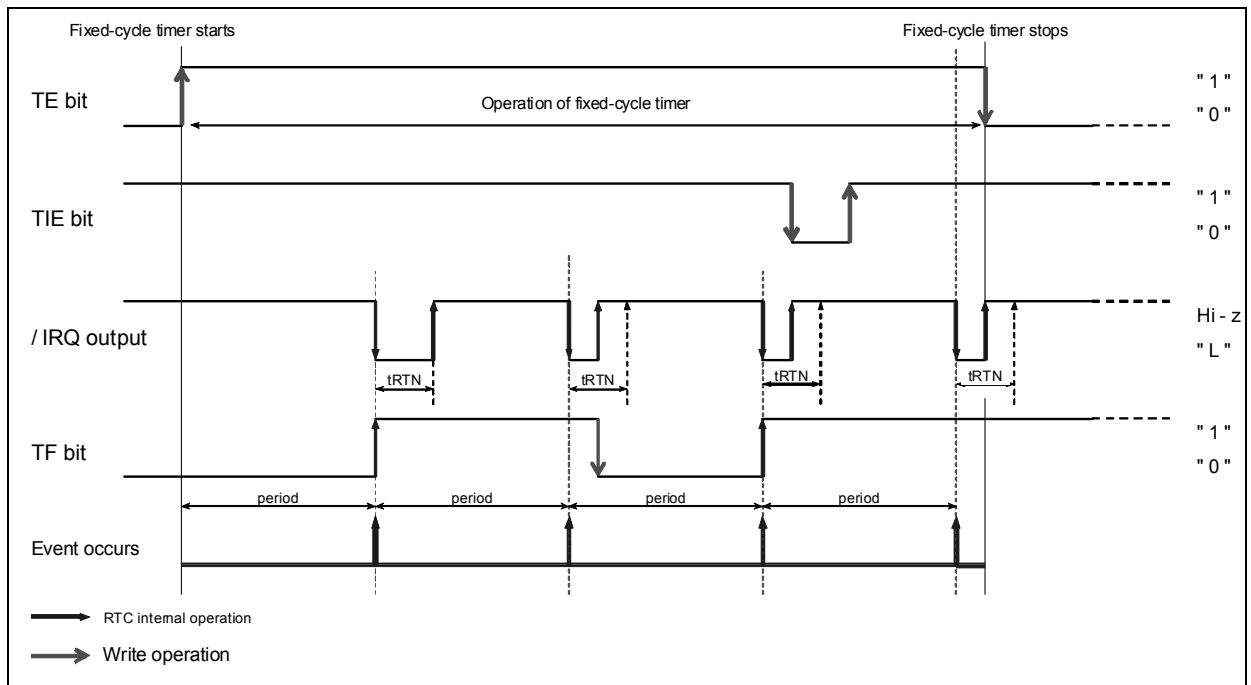 Fixed-cycle timer starts
Fixed-cycle timer stops
TE bit
Operation of fixed-cycle timer
" 1 "
" 0 "
TIE bit
" 1 "
" 0 "
/ IRQ output
Hi - z
" L "
tRTN
tRTN
tRTN
tRTN
TF bit
" 1 "
" 0 "
period
period
period
period
Event occurs
RTC internal operation
Write operation